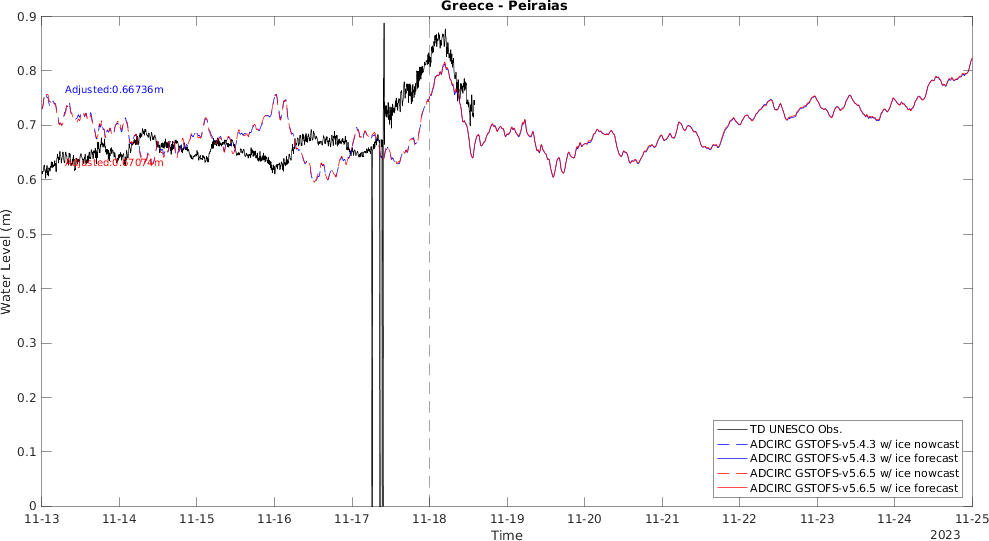 Greece - Peiraias
0.9
0.8
0.7
0.6
0.5
0.4
0.3
0.2
0.1
0
Water Level (m)
Adjusted:0.66736m
Adjusted:0.67074m
TD UNESCO Obs.
ADCIRC GSTOFS-v5.4.3 w/ ice nowcast
ADCIRC GSTOFS-v5.4.3 w/ ice forecast
ADCIRC GSTOFS-v5.6.5 w/ ice nowcast
ADCIRC GSTOFS-v5.6.5 w/ ice forecast
11-13 11-14 11-15 11-16 11-17 11-18 11-19 11-20 11-21 11-22 11-23 11-24 11-25
Time
2023